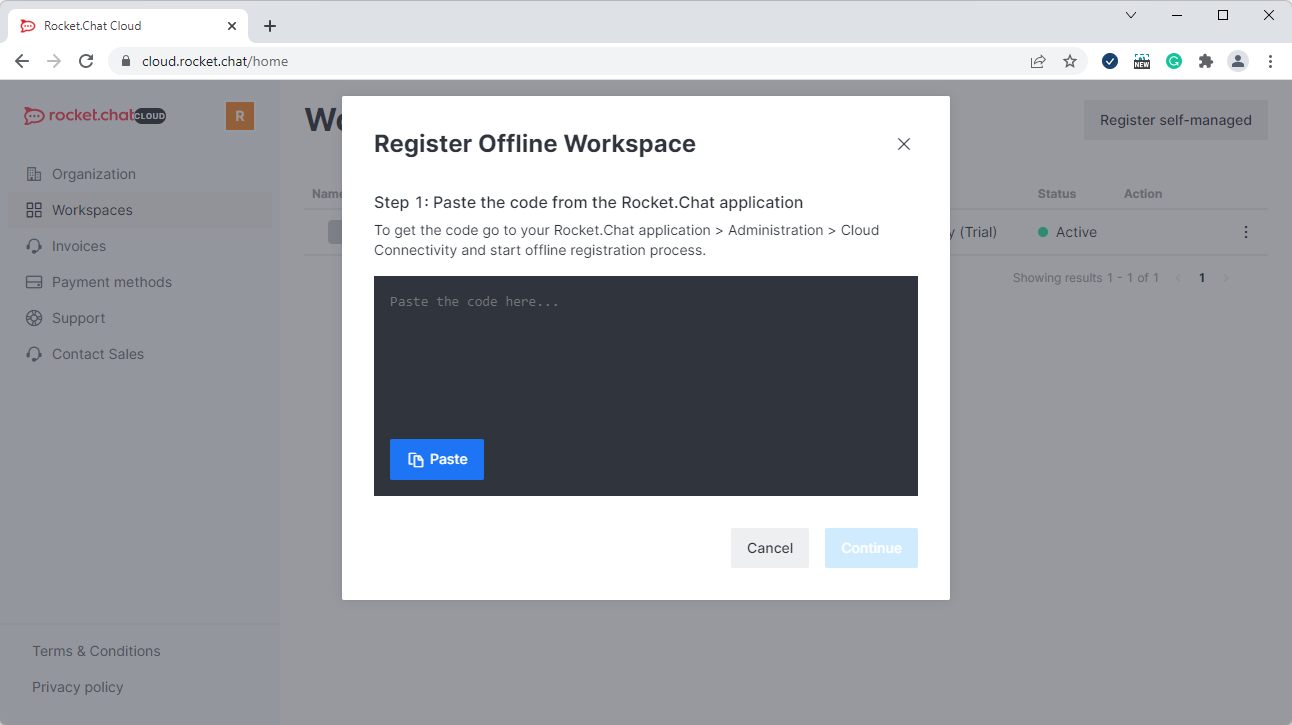 Rocket.Chat Cloud
cloud.rocket.chat/home
NEW
rocket.chat CLOUD
R
Register self-managed
Organization
Workspaces
Invoices
Payment methods
Support
Contact Sales
Terms & Conditions
Privacy policy
Name Status Action
(Trial) Active
Showing results 1 - 1 of 1 < 1 >
Register Offline Workspace
Step 1: Paste the code from the Rocket.Chat application
To get the code go to your Rocket.Chat application > Administration > Cloud
Connectivity and start offline registration process.
Paste the code here...
Paste
Cancel Continue